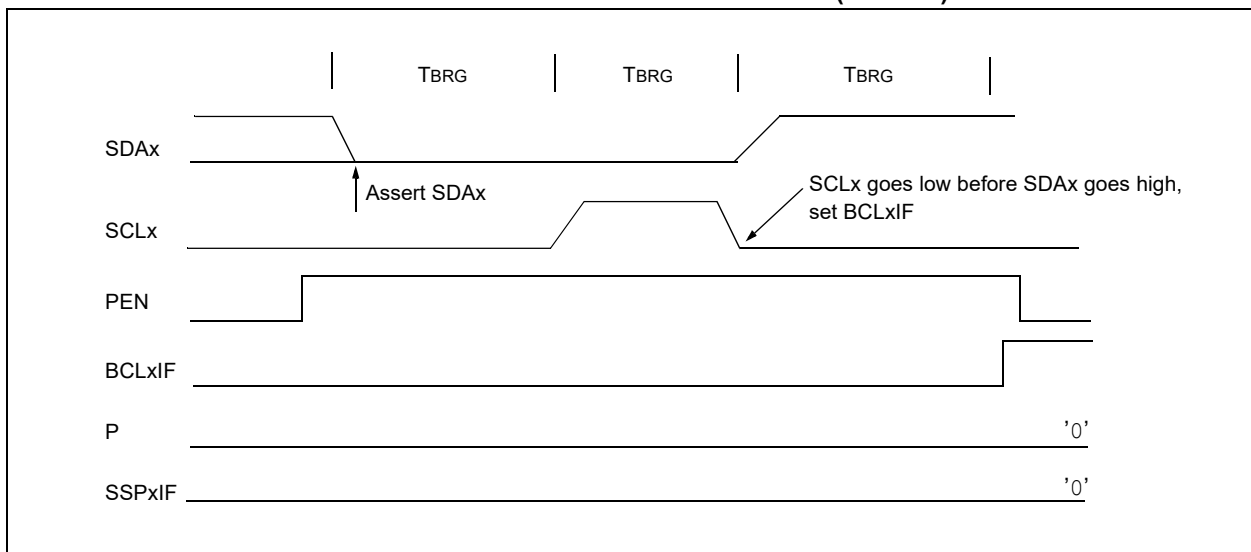 TBRG TBRG TBRG
SDAx
Assert SDAx
SCLx goes low before SDAx goes high,
set BCLxIF
SCLx
PEN
BCLxIF
P '0'
SSPxIF '0'